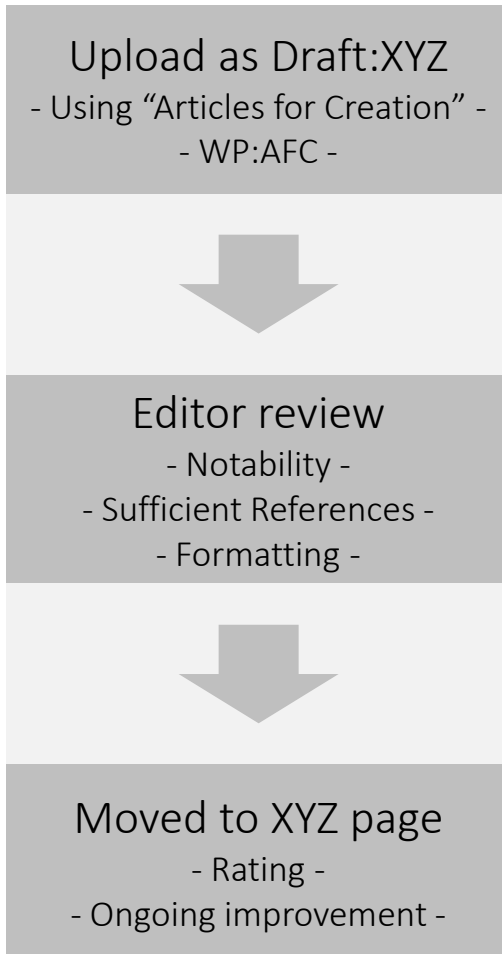 Upload as Draft:XYZ
- Using “Articles for Creation” -
- WP:AFC -
Editor review
- Notability -
- Sufficient References -
- Formatting -
Moved to XYZ page
- Rating -
- Ongoing improvement -